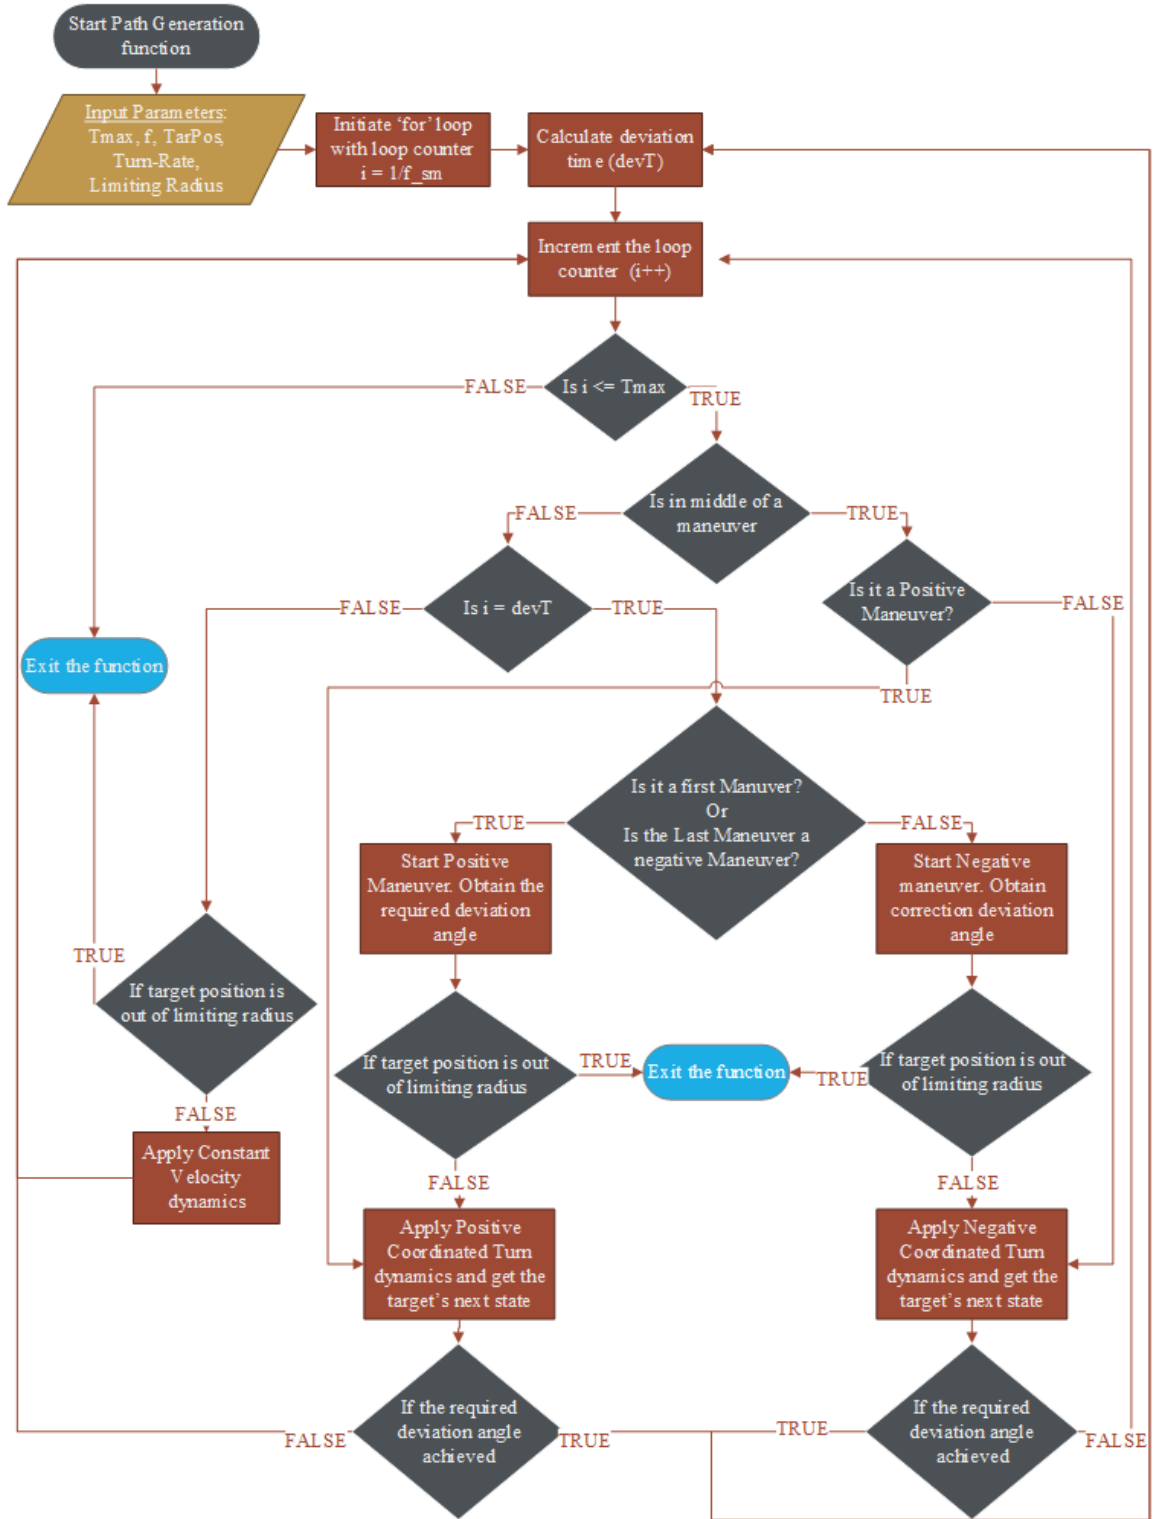 Start Path Generation
function
Input Parameters:
Tmax, f, TarPos,
Turn-Rate,
Limiting Radius
Initiate ‘for’ loop
with loop counter
i = 1/f_sm
Calculate deviation
time (devT)
Increment the loop
counter (i++)
Is i <= Tmax
FALSE
TRUE
Is in middle of a
maneuver
FALSE
TRUE
Is i = devT
Is it a Positive
Maneuver?
FALSE
TRUE
FALSE
TRUE
Exit the function
Is it a first Manuver?
Or
Is the Last Maneuver a
negative Maneuver?
TRUE
FALSE
Start Positive
Maneuver. Obtain the
required deviation
angle
Start Negative
maneuver. Obtain
correction deviation
angle
TRUE
If target position is
out of limiting radius
FALSE
If target position is out
of limiting radius
TRUE
Exit the function
TRUE
If target position is out
of limiting radius
Apply Constant
Velocity
dynamics
FALSE
FALSE
Apply Positive
Coordinated Turn
dynamics and get the
target’s next state
Apply Negative
Coordinated Turn
dynamics and get the
target’s next state
If the required
deviation angle
achieved
FALSE
TRUE
If the required
deviation angle
achieved
TRUE
FALSE